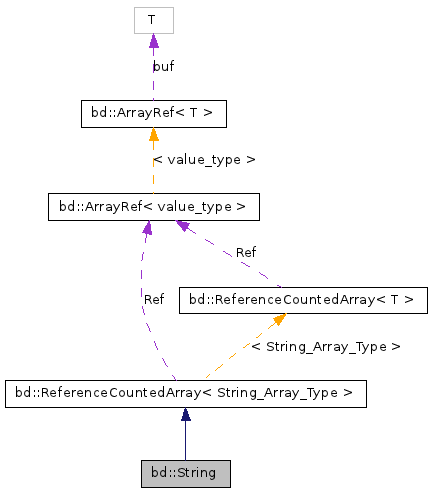 T
buf
bd::ArrayRef< T >
< value_type >
bd::ArrayRef< value_type >
Ref
Ref
bd::ReferenceCountedArray< T >
< String_Array_Type >
bd::ReferenceCountedArray< String_Array_Type >
bd::String